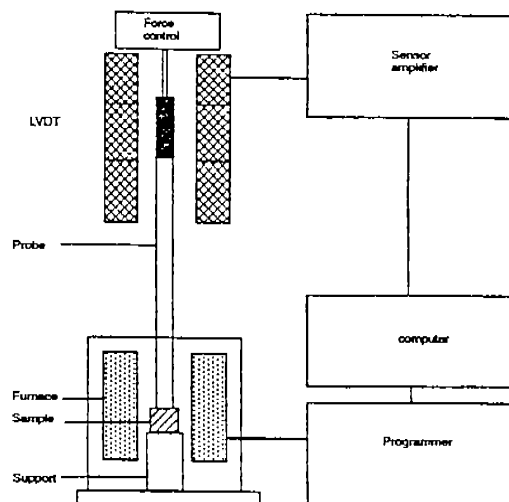 Force
control
Sensor
amplifier
LVDT
Probe
computer
Furnace
Sample
Programmer
Support